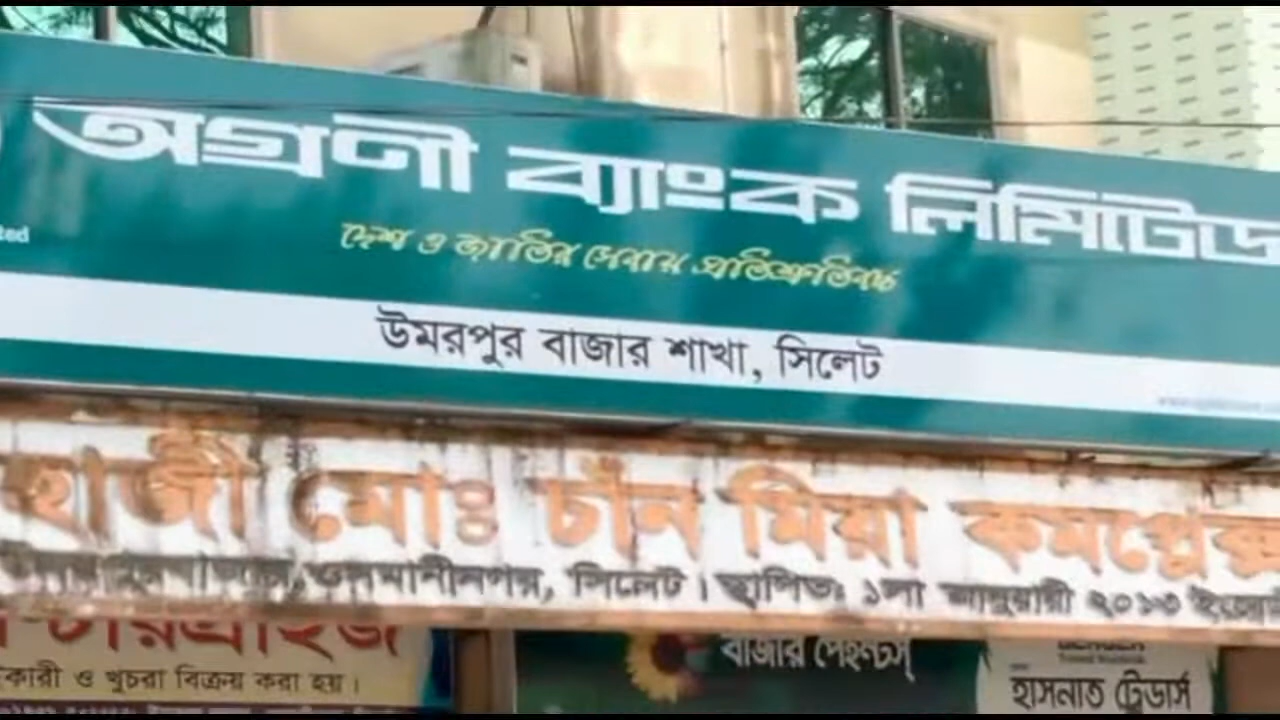 অগ্রণী ব্যাংক লিমিটেড
দেশ ও জাতির সেবায় প্রতিশ্রুতিবদ্ধ
উমরপুর বাজার শাখা, সিলেট
হাজী মোঃ চাঁন মিয়া কমপ্লেক্স
ওসমানীনগর, সিলেট। স্থাপিতঃ ১লা জানুয়ারী ২০১৩
কারী ও খুচরা বিক্রয় করা হয়।
বার্জার পেইন্টস্
হাসনাত ট্রেডার্স